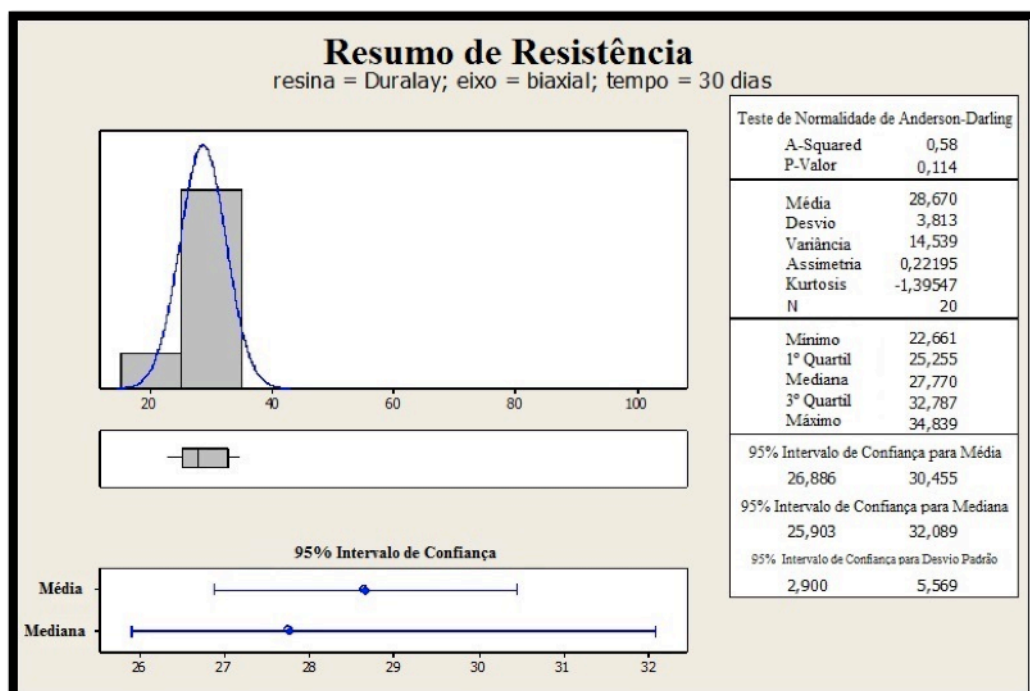 Resumo de Resistência
resina = Duralay; eixo = biaxial; tempo = 30 dias
20 40 60 80 100
95% Intervalo de Confiança
Média
Mediana
26 27 28 29 30 31 32
Teste de Normalidade de Anderson-Darling
A-Squared 0,58
P-Valor 0,114
Média 28,670
Desvio 3,813
Variância 14,539
Assimetria 0,22195
Kurtosis -1,39547
N 20
Mínimo 22,661
1º Quartil 25,255
Mediana 27,770
3º Quartil 32,787
Máximo 34,839
95% Intervalo de Confiança para Média
26,886 30,455
95% Intervalo de Confiança para Mediana
25,903 32,089
95% Intervalo de Confiança para Desvio Padrão
2,900 5,569